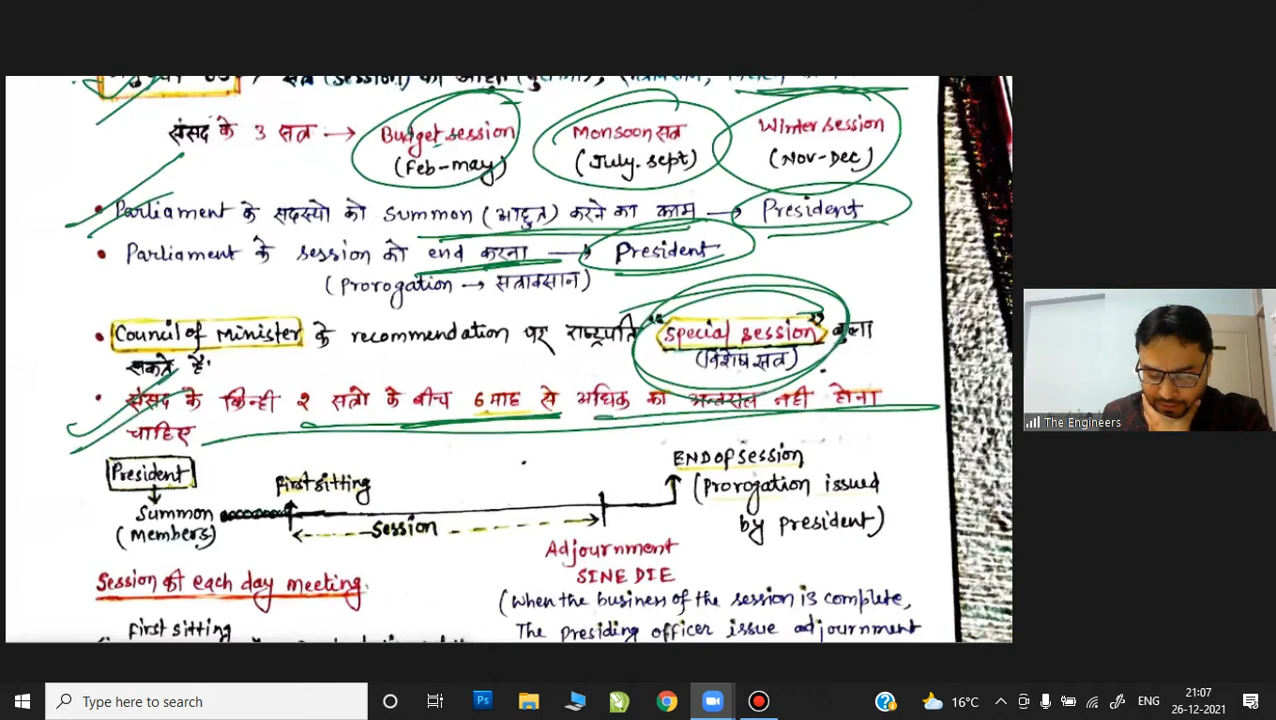 सत्र (session) को आहूत
संसद के 3 सत्र → Budget session Monsoon सत्र Winter session
(Feb-may) (July-sept) (Nov-Dec)
• Parliament के सदस्यो को summon (आहुत) करने का काम → President
• Parliament के session को end करना → President
(Prorogation → सत्रावसान)
• Council of minister के recommendation पर राष्ट्रपति "special session" बुला
(विशेष सत्र)
सकते हैं।
• संसद के किन्ही 2 सत्रो के बीच 6 माह से अधिक का अन्तराल नहीं होना
चाहिए
END OF session
President First sitting (Prorogation issued
Summon by president)
(members) session
Adjournment
SINE DIE
Session की each day meeting
(When the business of the session is complete,
First sitting The presiding officer issue adjournment
The Engineers
Type here to search
Ps
16°C
ENG
21:07
26-12-2021